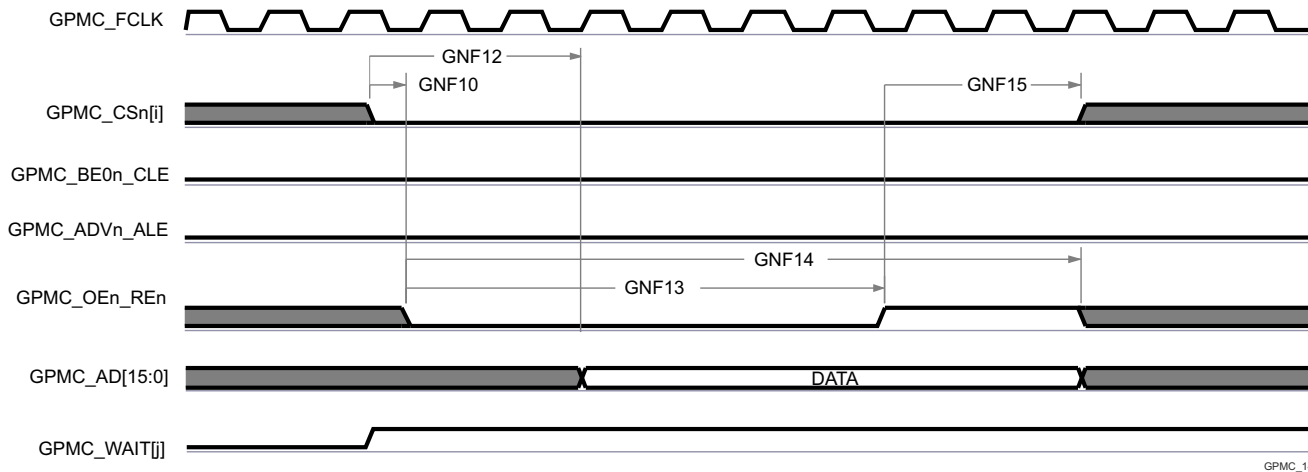 GPMC_FCLK
GNF12
GNF10
GNF15
GPMC_CSn[i]
GPMC_BE0n_CLE
GPMC_ADVn_ALE
GNF14
GNF13
GPMC_OEn_REn
GPMC_AD[15:0]
DATA
GPMC_WAIT[j]
GPMC_1